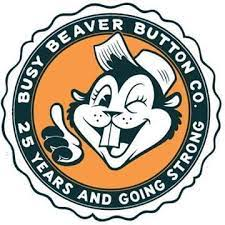 BUSY BEAVER BUTTON CO.
25 YEARS AND GOING STRONG